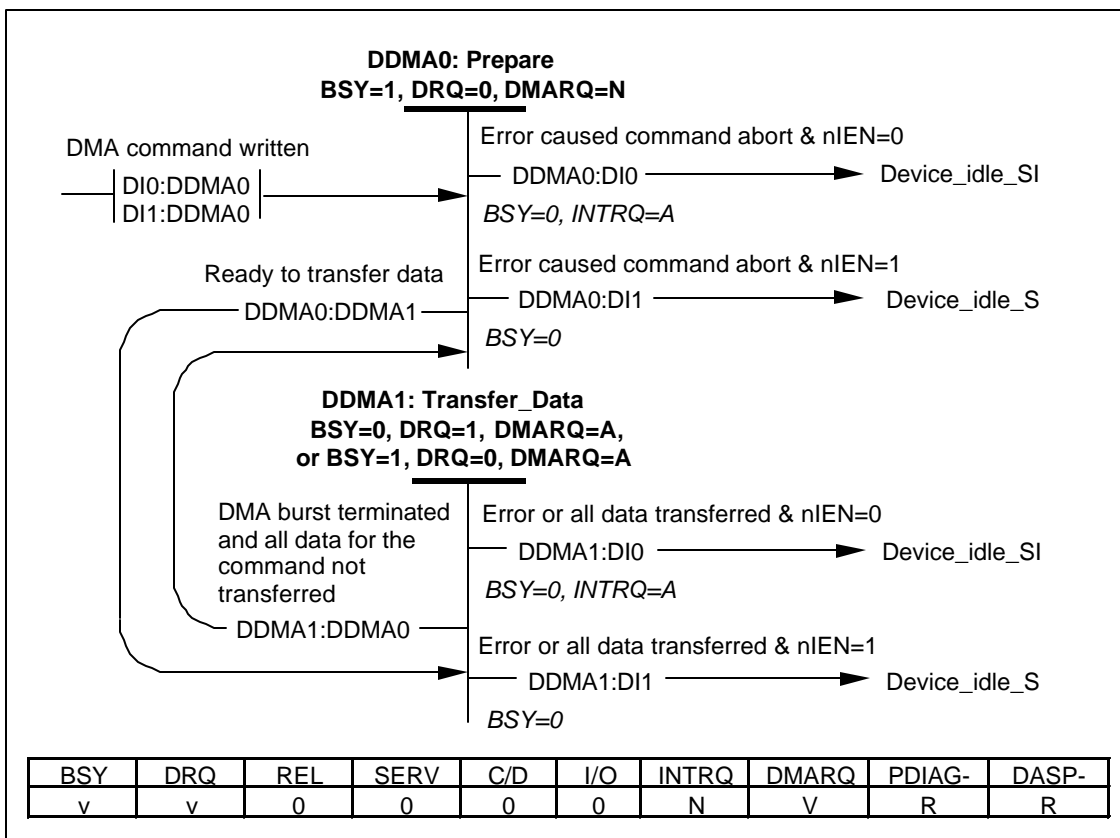 DDMA0: Prepare
BSY=1, DRQ=0, DMARQ=N
DMA command written
DI0:DDMA0
DI1:DDMA0
Error caused command abort & nIEN=0
DDMA0:DI0
Device_idle_SI
BSY=0, INTRQ=A
Ready to transfer data
DDMA0:DDMA1
Error caused command abort & nIEN=1
DDMA0:DI1
Device_idle_S
BSY=0
DDMA1: Transfer_Data
BSY=0, DRQ=1, DMARQ=A,
or BSY=1, DRQ=0, DMARQ=A
DMA burst terminated
and all data for the
command not
transferred
DDMA1:DDMA0
Error or all data transferred & nIEN=0
DDMA1:DI0
Device_idle_SI
BSY=0, INTRQ=A
Error or all data transferred & nIEN=1
DDMA1:DI1
Device_idle_S
BSY=0
BSY DRQ REL SERV C/D I/O INTRQ DMARQ PDIAG- DASP-
v v 0 0 0 0 N V R R